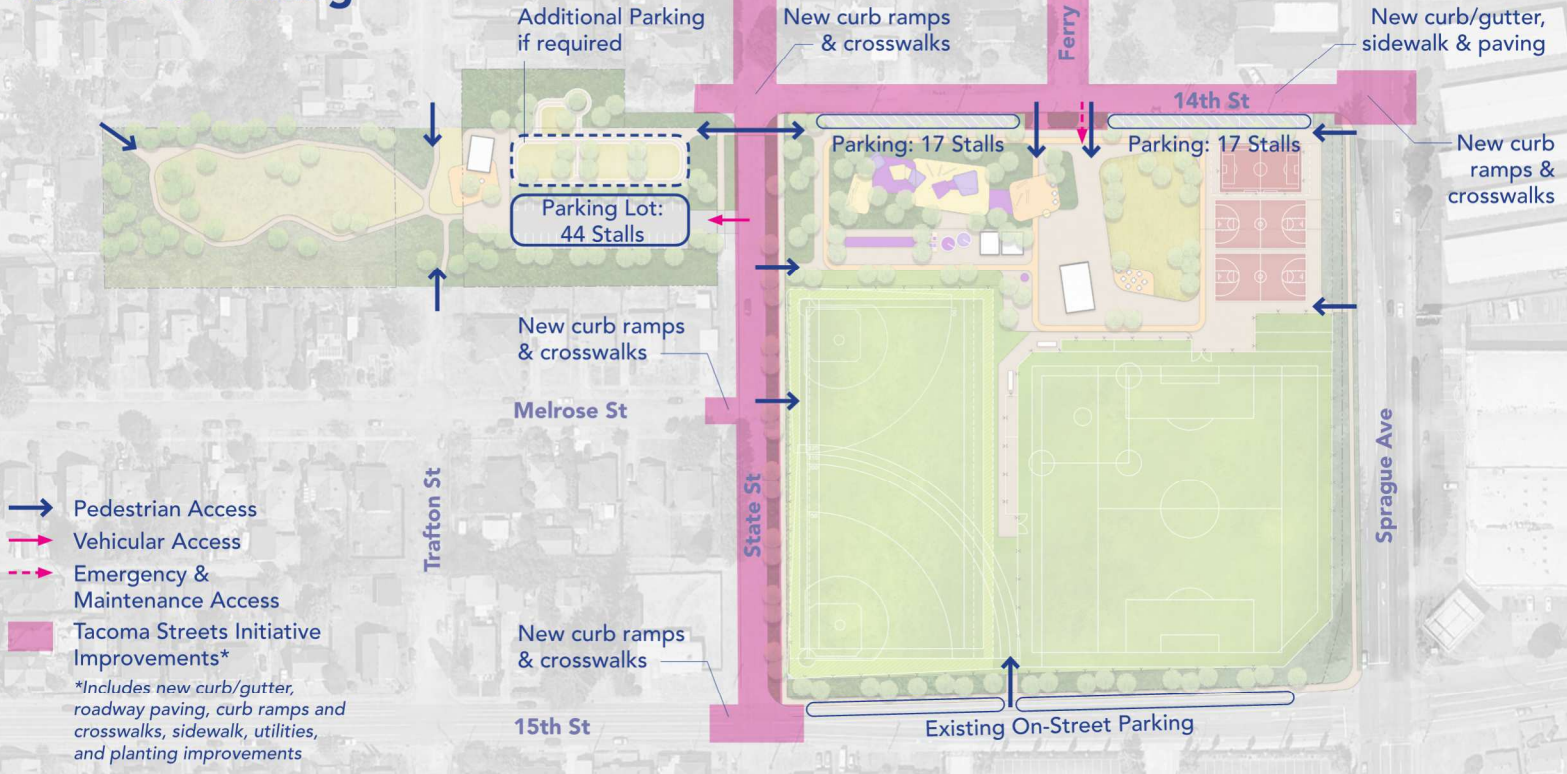 Additional Parking
if required
New curb ramps
& crosswalks
Ferry
New curb/gutter,
sidewalk & paving
14th St
Parking: 17 Stalls
Parking: 17 Stalls
New curb
ramps &
crosswalks
Parking Lot:
44 Stalls
New curb ramps
& crosswalks
Melrose St
Trafton St
State St
Sprague Ave
Pedestrian Access
Vehicular Access
Emergency &
Maintenance Access
Tacoma Streets Initiative
Improvements*
*Includes new curb/gutter,
roadway paving, curb ramps and
crosswalks, sidewalk, utilities,
and planting improvements
New curb ramps
& crosswalks
15th St
Existing On-Street Parking